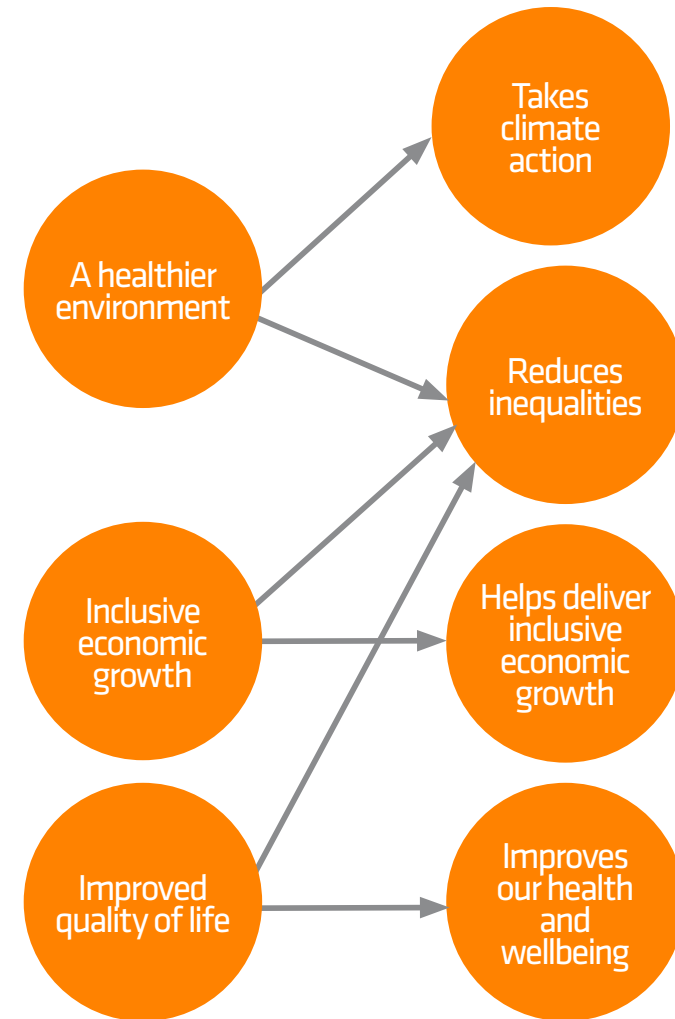 Takes
climate
action
A healthier
environment
Reduces
inequalities
Inclusive
economic
growth
Helps deliver
inclusive
economic
growth
Improved
quality of life
Improves
our health
and
wellbeing